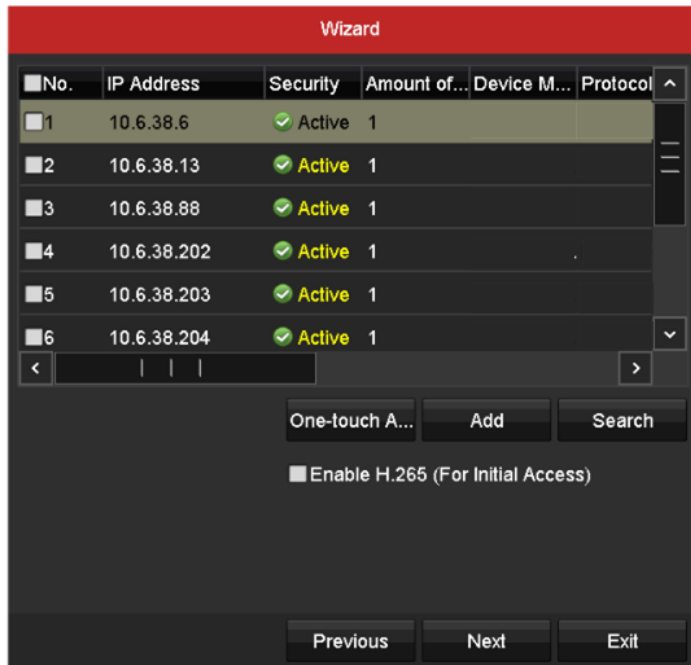 Wizard
No. IP Address Security Amount of... Device M... Protocol
1 10.6.38.6 Active 1
2 10.6.38.13 Active 1
3 10.6.38.88 Active 1
4 10.6.38.202 Active 1 .
5 10.6.38.203 Active 1
6 10.6.38.204 Active 1
One-touch A... Add Search
Enable H.265 (For Initial Access)
Previous Next Exit